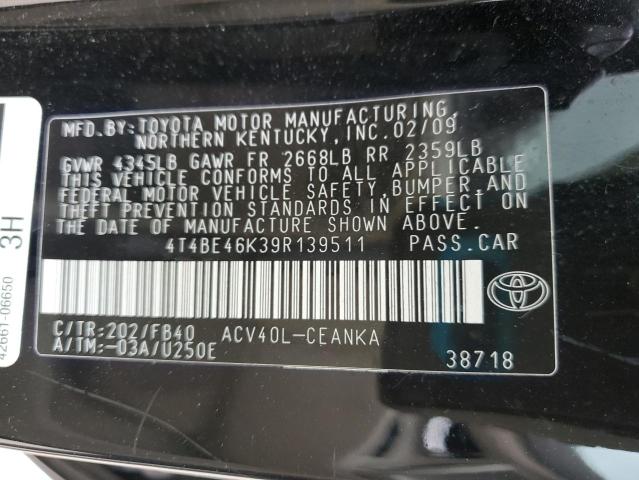 MFD.BY:TOYOTA MOTOR MANUFACTURING,
NORTHERN KENTUCKY,INC.02/09
GVWR 4345LB GAWR FR 2668LB RR 2359LB
THIS VEHICLE CONFORMS TO ALL APPLICABLE
FEDERAL MOTOR VEHICLE SAFETY,BUMPER,AND
THEFT PREVENTION STANDARDS IN EFFECT ON
THE DATE OF MANUFACTURE SHOWN ABOVE.
4T4BE46K39R139511 PASS.CAR
C/TR:202/FB40 ACV40L-CEANKA
A/TM:-03A/U250E
38718
3H
42661-06650